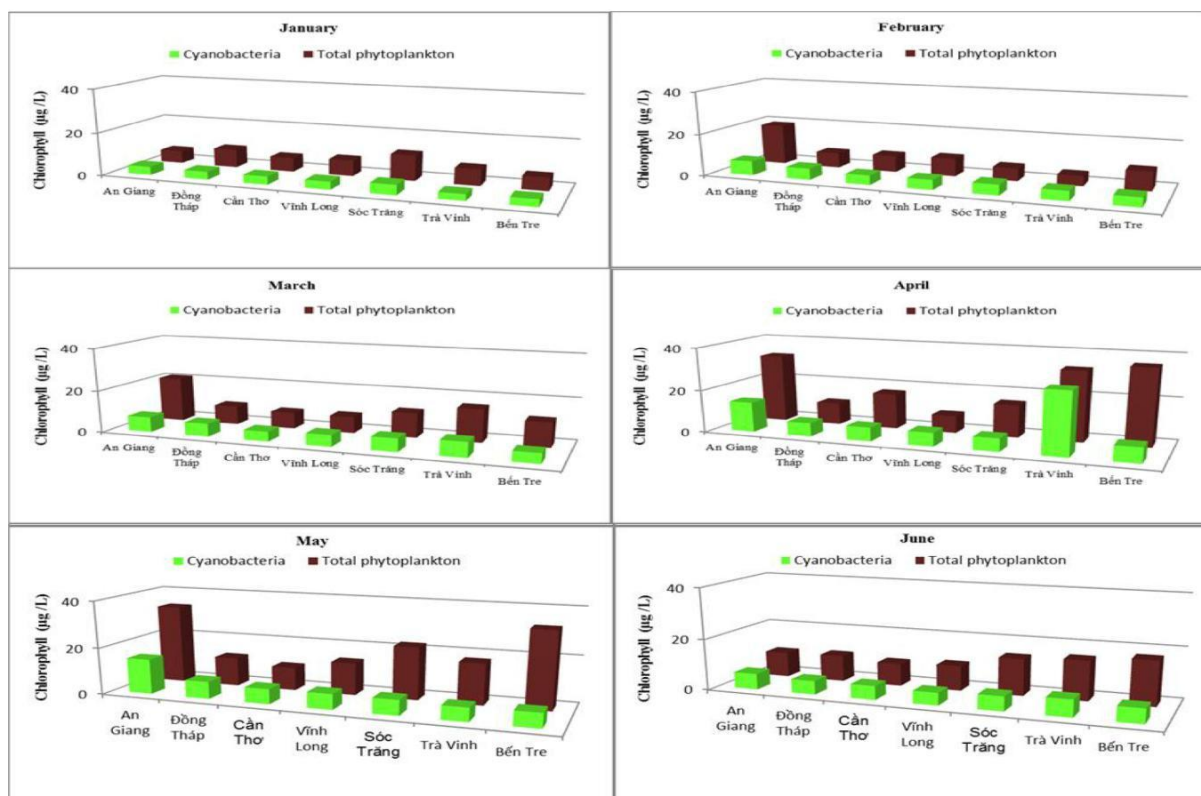 January
Cyanobacteria Total phytoplankton
Chlorophyll (µg /L)
40
20
0
An Giang Đồng Tháp Cần Thơ Vĩnh Long Sóc Trăng Trà Vinh Bến Tre
February
Cyanobacteria Total phytoplankton
Chlorophyll (µg /L)
40
20
0
An Giang Đồng Tháp Cần Thơ Vĩnh Long Sóc Trăng Trà Vinh Bến Tre
March
Cyanobacteria Total phytoplankton
Chlorophyll (µg /L)
40
20
0
An Giang Đồng Tháp Cần Thơ Vĩnh Long Sóc Trăng Trà Vinh Bến Tre
April
Cyanobacteria Total phytoplankton
Chlorophyll (µg /L)
40
20
0
An Giang Đồng Tháp Cần Thơ Vĩnh Long Sóc Trăng Trà Vinh Bến Tre
May
Cyanobacteria Total phytoplankton
Chlorophyll (µg /L)
40
20
0
An Giang Đồng Tháp Cần Thơ Vĩnh Long Sóc Trăng Trà Vinh Bến Tre
June
Cyanobacteria Total phytoplankton
Chlorophyll (µg /L)
40
20
0
An Giang Đồng Tháp Cần Thơ Vĩnh Long Sóc Trăng Trà Vinh Bến Tre